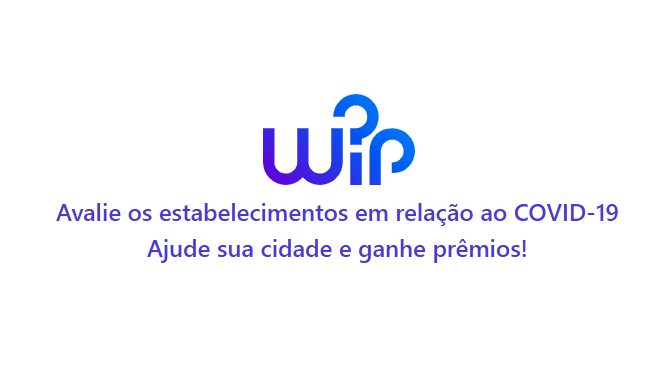 wip
Avalie os estabelecimentos em relação ao COVID-19
Ajude sua cidade e ganhe prêmios!